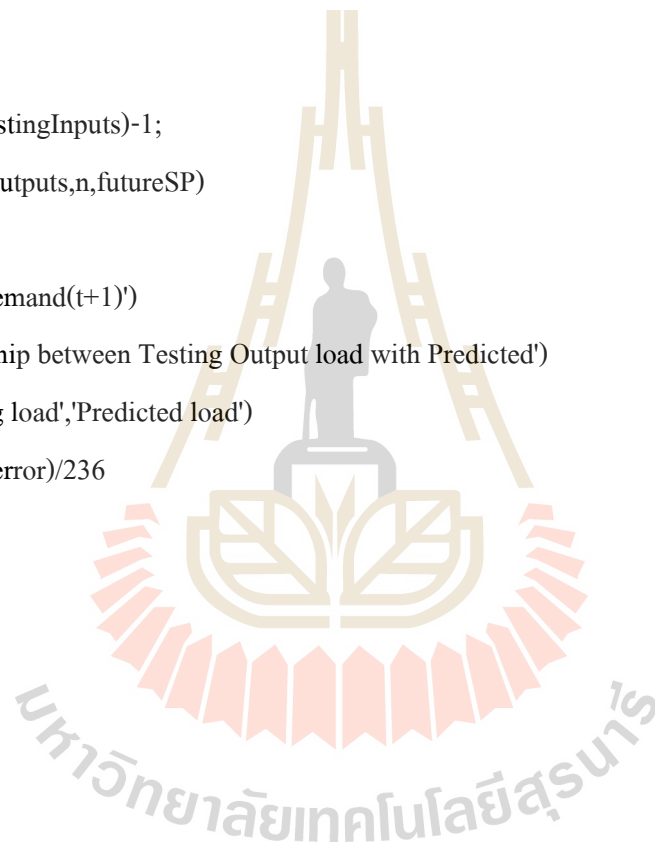 stingInputs)-1;
utputs,n,futureSP)
emand(t+1)')
hip between Testing Output load with Predicted')
g load','Predicted load')
error)/236
มหาวิทยาลัยเทคโนโลยีสุรนารี